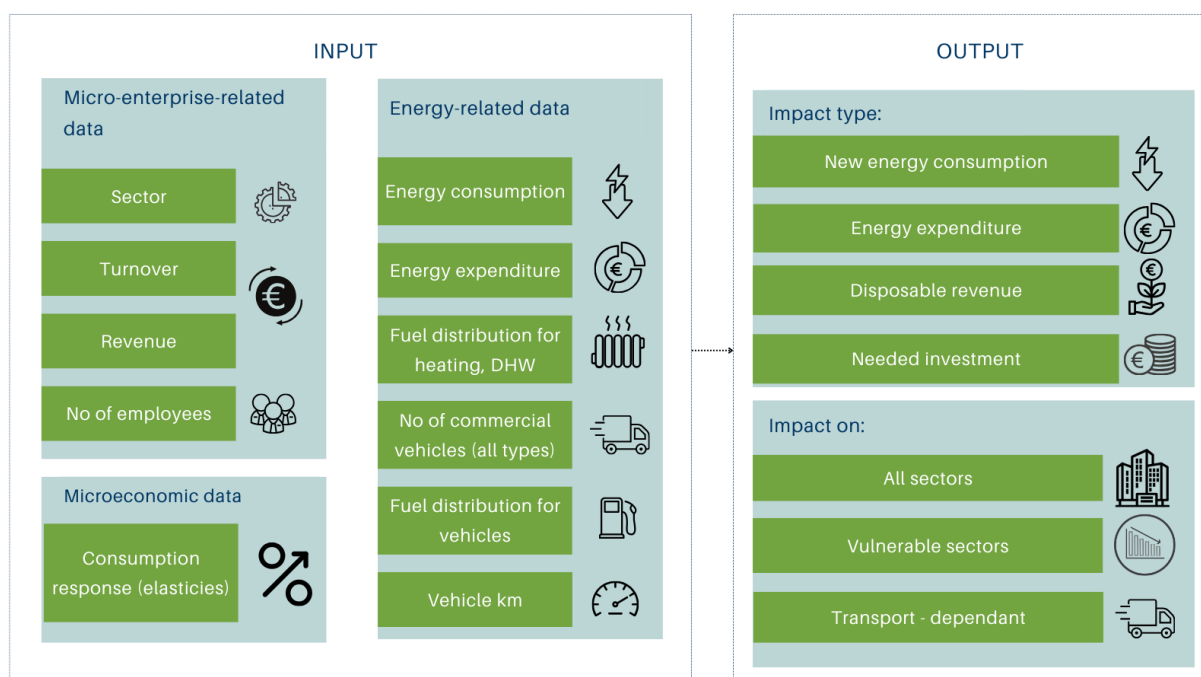 INPUT
Micro-enterprise-related
data
Sector
Turnover
Revenue
No of employees
Microeconomic data
Consumption
response (elasticies)
Energy-related data
Energy consumption
Energy expenditure
Fuel distribution for
heating, DHW
No of commercial
vehicles (all types)
Fuel distribution for
vehicles
Vehicle km
OUTPUT
Impact type:
New energy consumption
Energy expenditure
Disposable revenue
Needed investment
Impact on:
All sectors
Vulnerable sectors
Transport - dependant